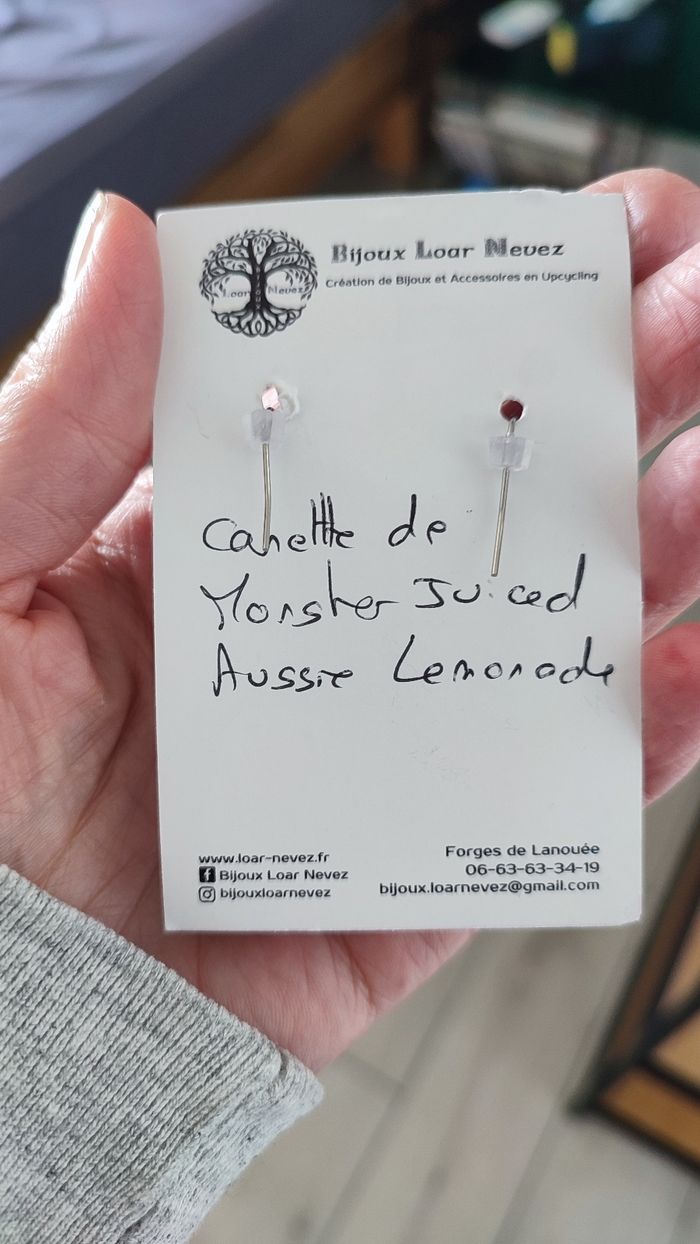 Loar Nevez
Bijoux Loar Nevez
Création de Bijoux et Accessoires en Upcycling
Canette de
Monster Juiced
Aussie Lemonade
www.loar-nevez.fr
Bijoux Loar Nevez
bijouxloarnevez
Forges de Lanouée
06-63-63-34-19
bijoux.loarnevez@gmail.com